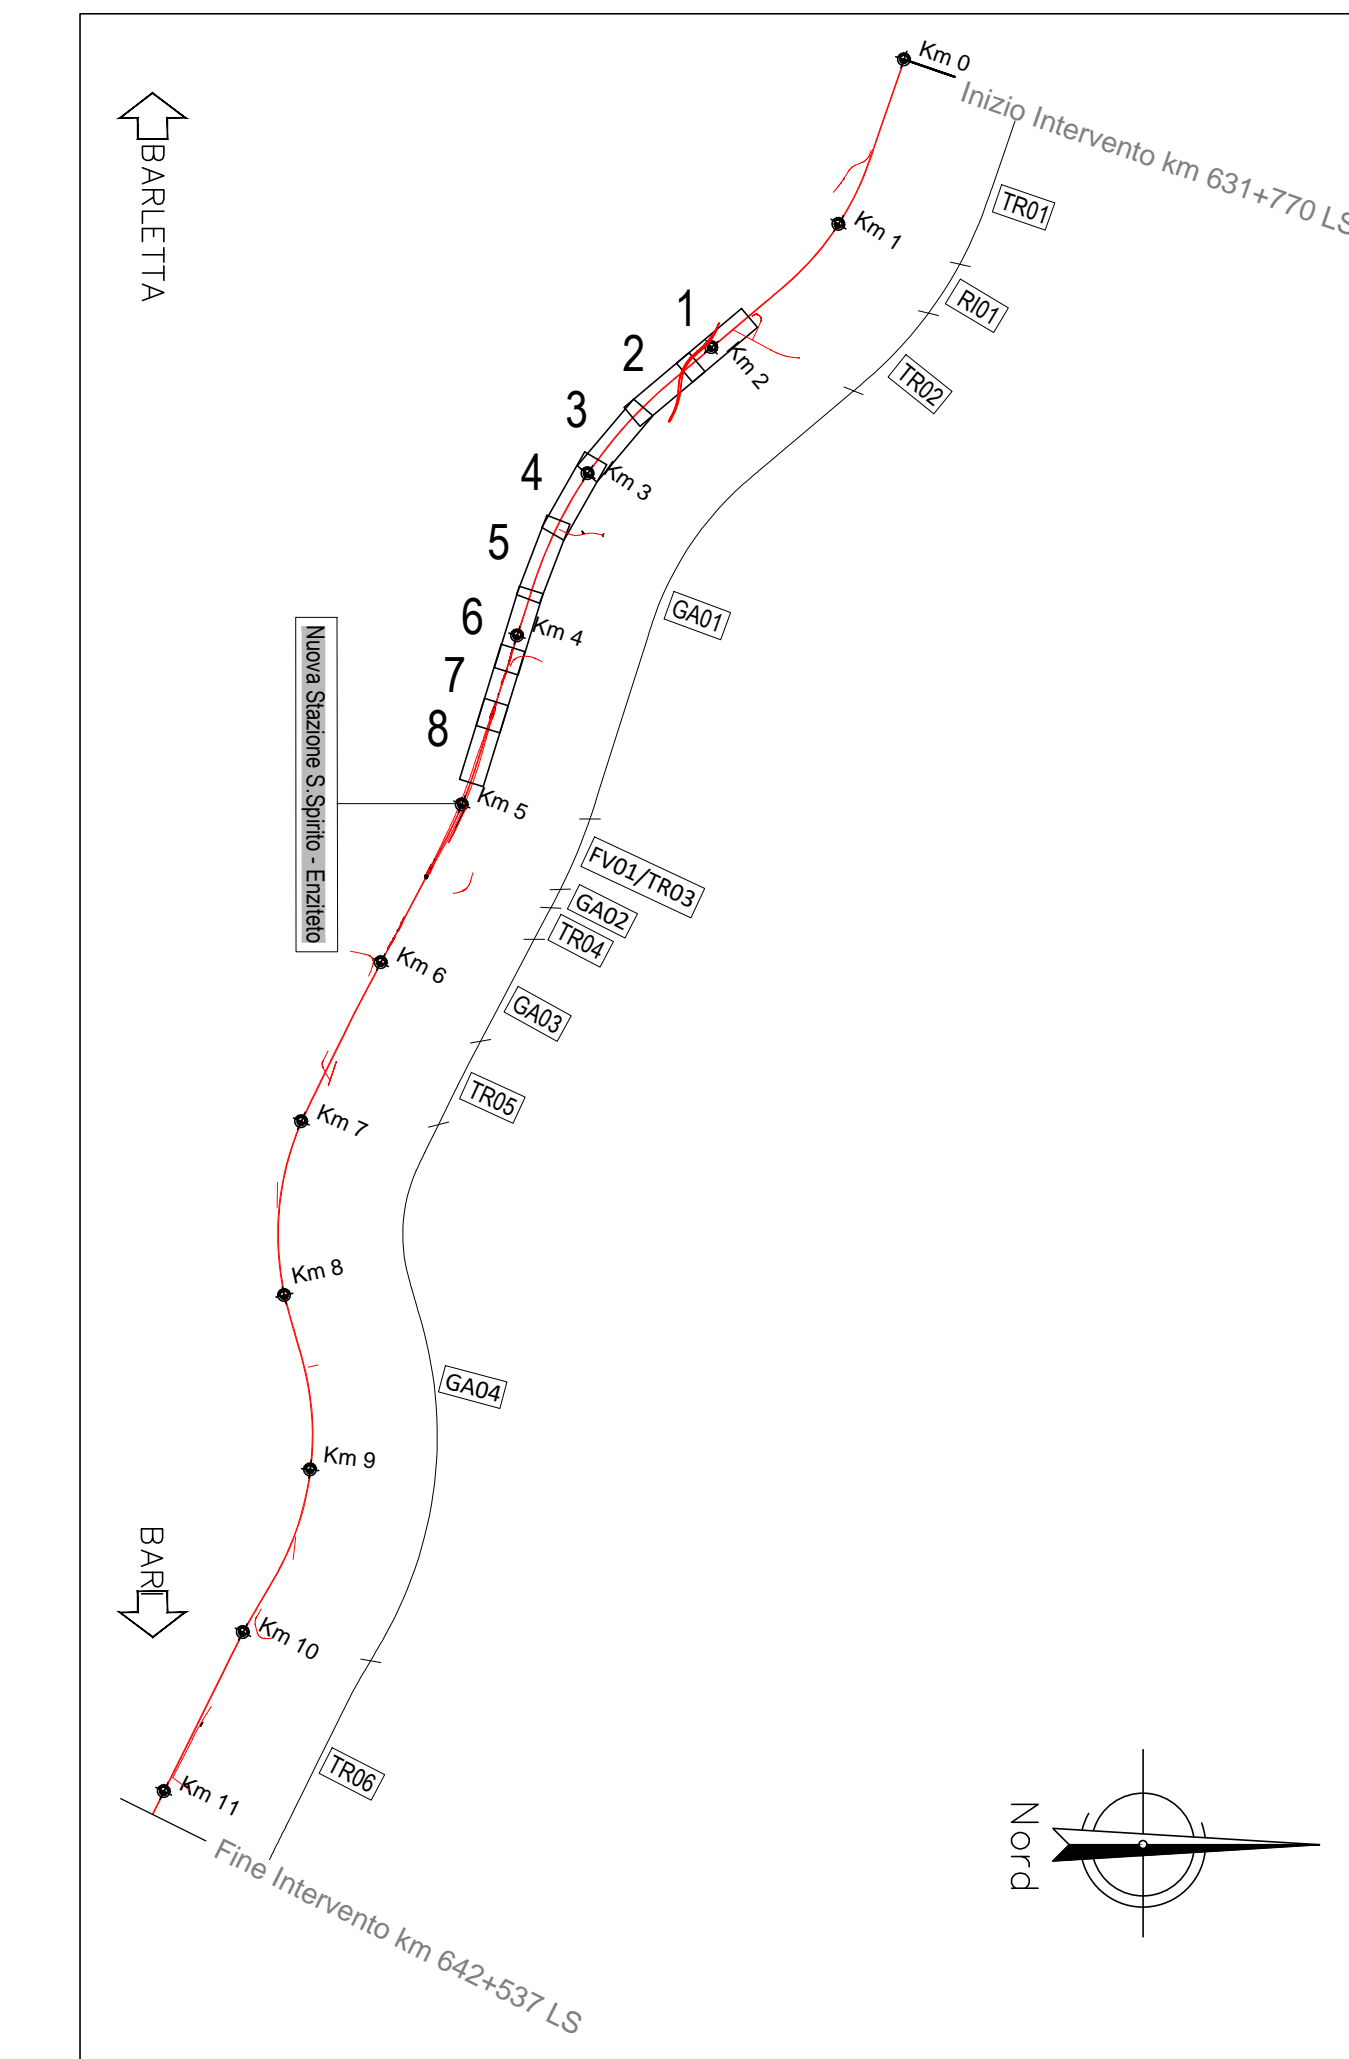 Km 0
Inizio Intervento km 631+770 LS
BARLETTA
TR01
Km 1
RI01
1
Km 2
2
TR02
3
Km 3
4
5
GA01
6
Km 4
7
8
Nuova Stazione S.Spirito - Enziteto
Km 5
FV01/TR03
GA02
TR04
Km 6
GA03
TR05
Km 7
Km 8
GA04
Km 9
BARI
Km 10
TR06
Km 11
Nord
Fine Intervento km 642+537 LS